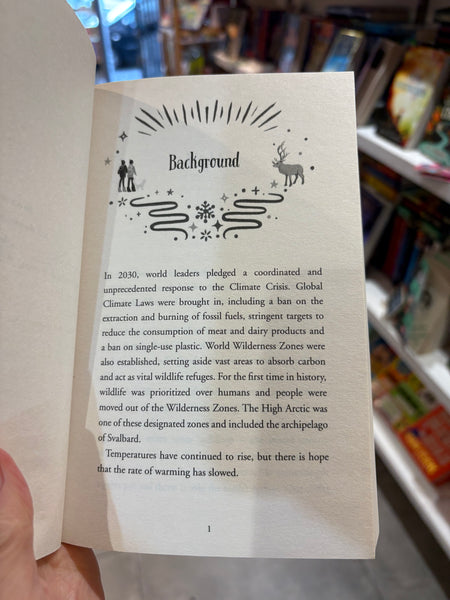 Background
In 2030, world leaders pledged a coordinated and
unprecedented response to the Climate Crisis. Global
Climate Laws were brought in, including a ban on the
extraction and burning of fossil fuels, stringent targets to
reduce the consumption of meat and dairy products and
a ban on single-use plastic. World Wilderness Zones were
also established, setting aside vast areas to absorb carbon
and act as vital wildlife refuges. For the first time in history,
wildlife was prioritized over humans and people were
moved out of the Wilderness Zones. The High Arctic was
one of these designated zones and included the archipelago
of Svalbard.
Temperatures have continued to rise, but there is hope
that the rate of warming has slowed.
1